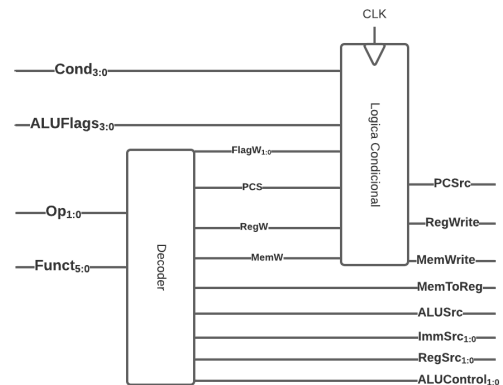 CLK
Cond3:0
ALUFlags3:0
FlagW1:0
PCS
RegW
MemW
Op1:0
Funct5:0
Decoder
Logica Condicional
PCSrc
RegWrite
MemWrite
MemToReg
ALUSrc
ImmSrc1:0
RegSrc1:0
ALUControl1:0